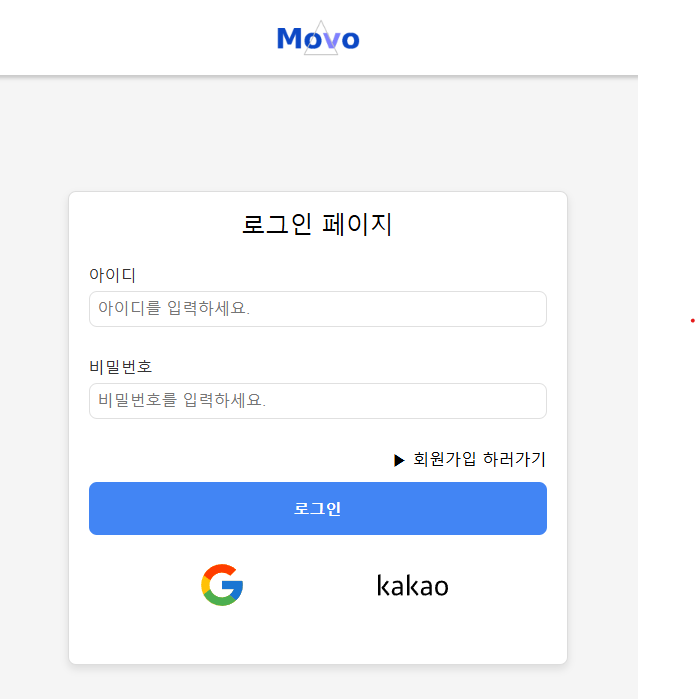 Movo
로그인 페이지
아이디
아이디를 입력하세요.
비밀번호
비밀번호를 입력하세요.
▶ 회원가입 하러가기
로그인
G kakao